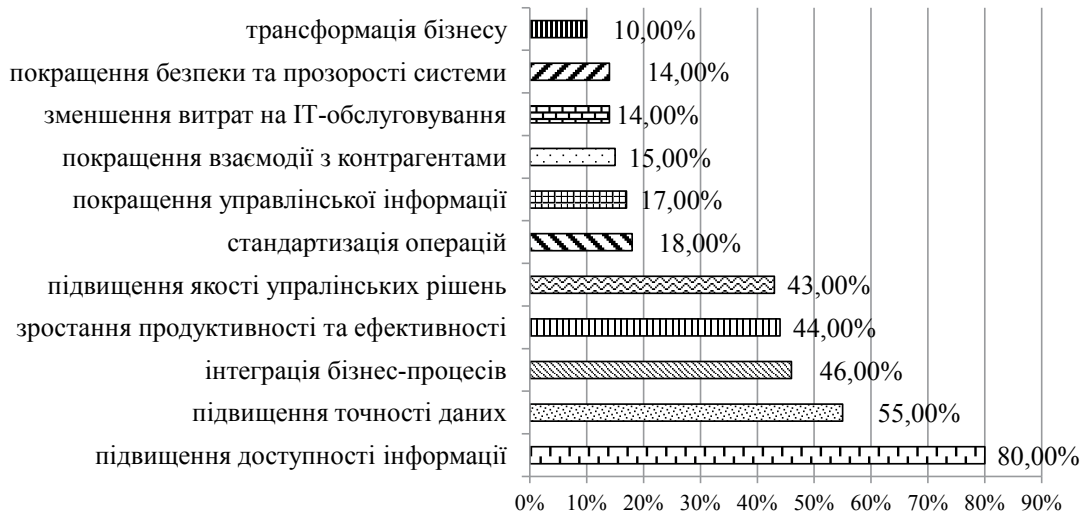 трансформація бізнесу 10,00%
покращення безпеки та прозорості системи 14,00%
зменшення витрат на ІТ-обслуговування 14,00%
покращення взаємодії з контрагентами 15,00%
покращення управлінської інформації 17,00%
стандартизація операцій 18,00%
підвищення якості упралінських рішень 43,00%
зростання продуктивності та ефективності 44,00%
інтеграція бізнес-процесів 46,00%
підвищення точності даних 55,00%
підвищення доступності інформації 80,00%
0% 10% 20% 30% 40% 50% 60% 70% 80% 90%